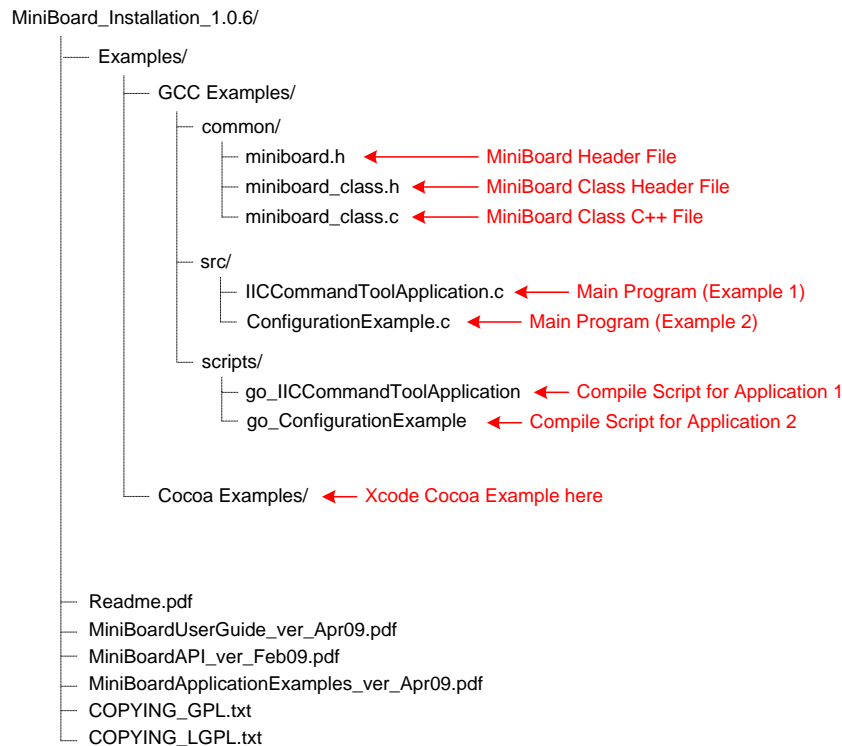 MiniBoard_Installation_1.0.6/
Examples/
GCC Examples/
common/
miniboard.h MiniBoard Header File
miniboard_class.h MiniBoard Class Header File
miniboard_class.c MiniBoard Class C++ File
src/
IICCommandToolApplication.c Main Program (Example 1)
ConfigurationExample.c Main Program (Example 2)
scripts/
go_IICCommandToolApplication Compile Script for Application 1
go_ConfigurationExample Compile Script for Application 2
Cocoa Examples/ Xcode Cocoa Example here
Readme.pdf
MiniBoardUserGuide_ver_Apr09.pdf
MiniBoardAPI_ver_Feb09.pdf
MiniBoardApplicationExamples_ver_Apr09.pdf
COPYING_GPL.txt
COPYING_LGPL.txt